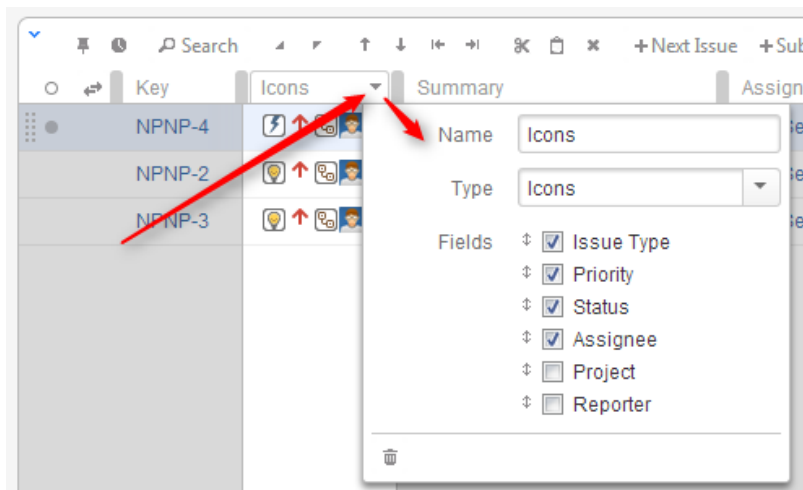 Search + Next Issue + Sub
Key Icons Summary Assign
NPNP-4
NPNP-2
NPNP-3
Name Icons
Type Icons
Fields Issue Type
Priority
Status
Assignee
Project
Reporter